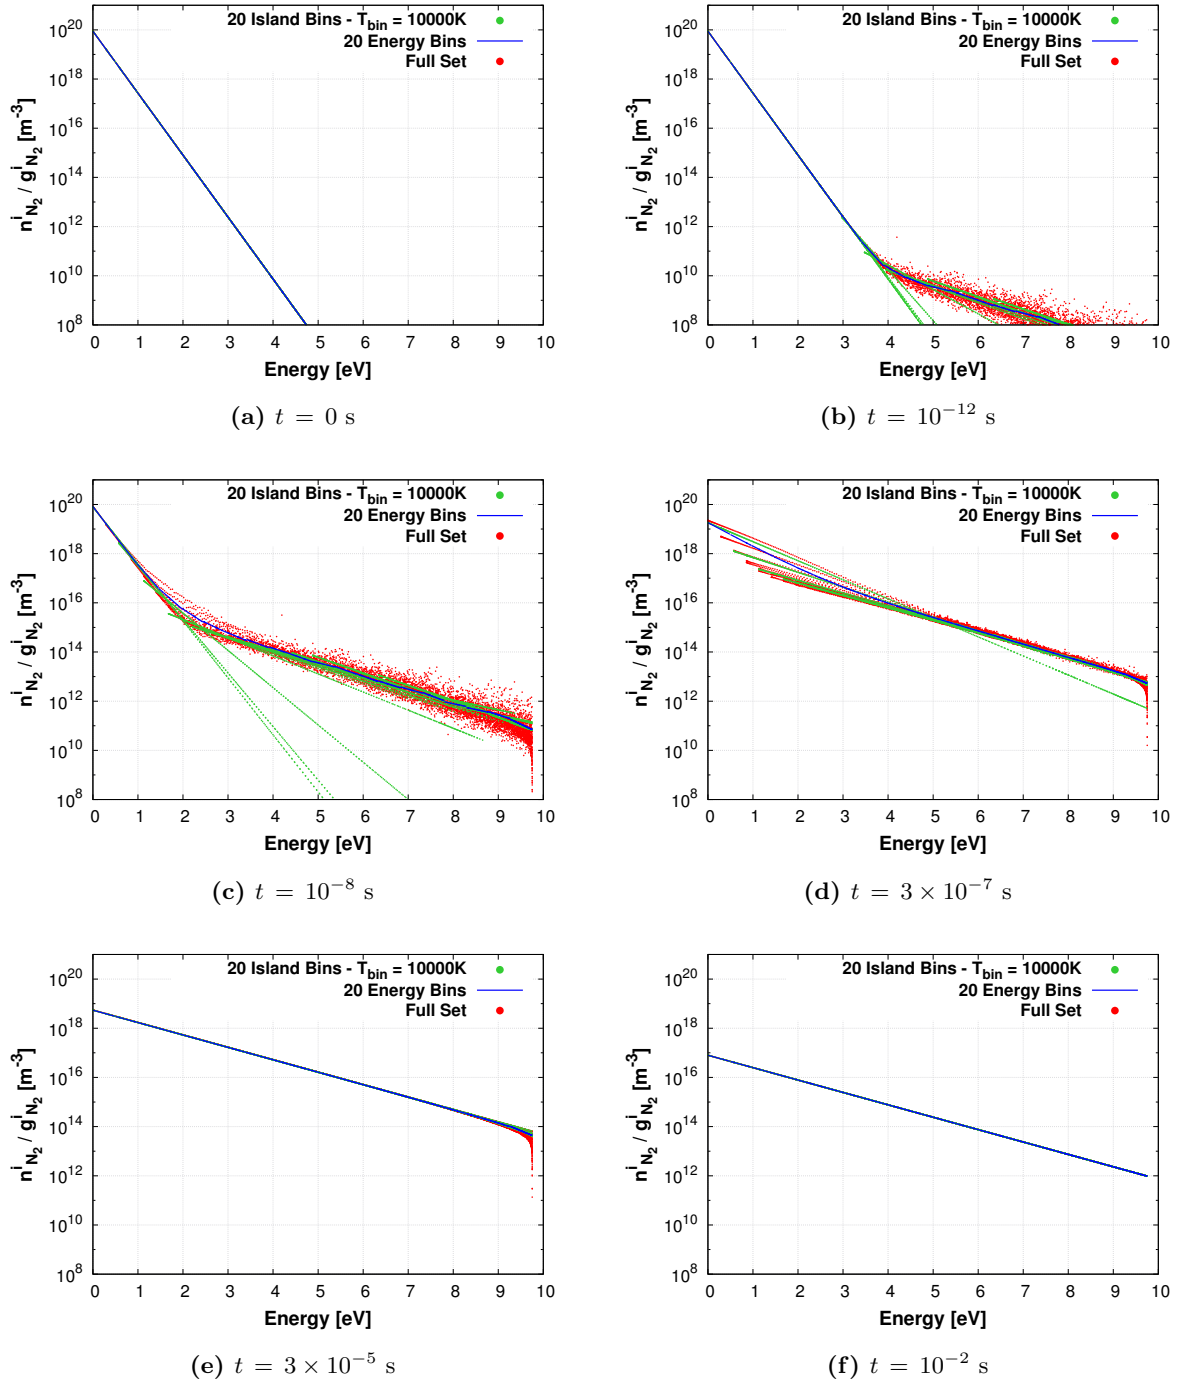 20 Island Bins - T_bin = 10000K
20 Energy Bins
Full Set
10^20
10^18
10^16
10^14
10^12
10^10
10^8
n^i_N2 / g^i_N2 [m^-3]
0 1 2 3 4 5 6 7 8 9 10
Energy [eV]
(a) t = 0 s
20 Island Bins - T_bin = 10000K
20 Energy Bins
Full Set
10^20
10^18
10^16
10^14
10^12
10^10
10^8
n^i_N2 / g^i_N2 [m^-3]
0 1 2 3 4 5 6 7 8 9 10
Energy [eV]
(b) t = 10^-12 s
20 Island Bins - T_bin = 10000K
20 Energy Bins
Full Set
10^20
10^18
10^16
10^14
10^12
10^10
10^8
n^i_N2 / g^i_N2 [m^-3]
0 1 2 3 4 5 6 7 8 9 10
Energy [eV]
(c) t = 10^-8 s
20 Island Bins - T_bin = 10000K
20 Energy Bins
Full Set
10^20
10^18
10^16
10^14
10^12
10^10
10^8
n^i_N2 / g^i_N2 [m^-3]
0 1 2 3 4 5 6 7 8 9 10
Energy [eV]
(d) t = 3 × 10^-7 s
20 Island Bins - T_bin = 10000K
20 Energy Bins
Full Set
10^20
10^18
10^16
10^14
10^12
10^10
10^8
n^i_N2 / g^i_N2 [m^-3]
0 1 2 3 4 5 6 7 8 9 10
Energy [eV]
(e) t = 3 × 10^-5 s
20 Island Bins - T_bin = 10000K
20 Energy Bins
Full Set
10^20
10^18
10^16
10^14
10^12
10^10
10^8
n^i_N2 / g^i_N2 [m^-3]
0 1 2 3 4 5 6 7 8 9 10
Energy [eV]
(f) t = 10^-2 s